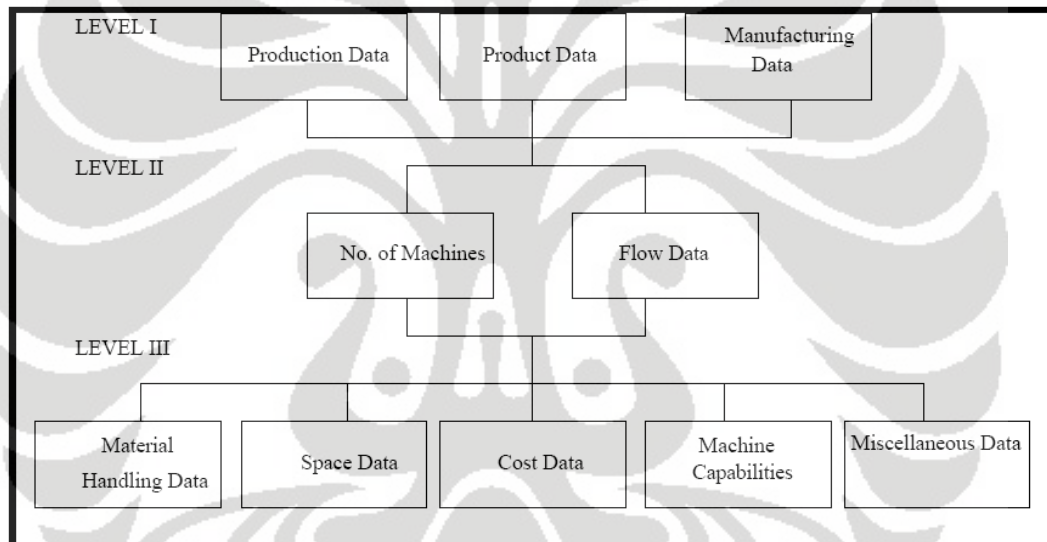 LEVEL I
Production Data
Product Data
Manufacturing
Data
LEVEL II
No. of Machines
Flow Data
LEVEL III
Material
Handling Data
Space Data
Cost Data
Machine
Capabilities
Miscellaneous Data